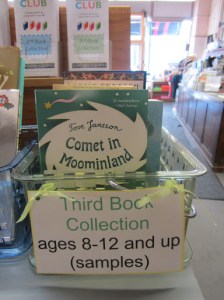 CLUB
CLUB
Tove Jansson
Comet in
Moominland
Third Book
Collection
ages 8-12 and up
(samples)